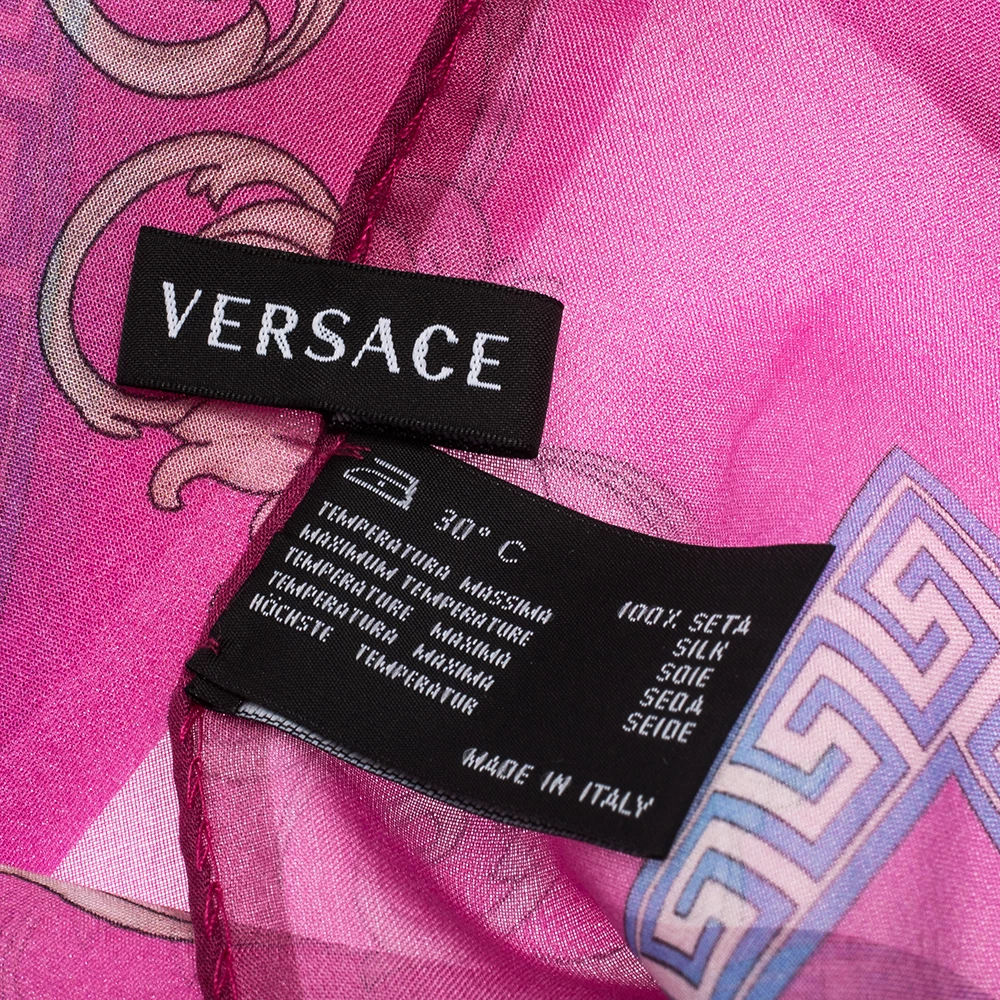 VERSACE
30° C
TEMPERATURA MASSIMA
MAXIMUM TEMPERATURE
TEMPERATURE MAXIMA
TEMPERATURA MAXIMA
HÖCHSTE TEMPERATUR
100% SETA
SILK
SOIE
SEDA
SEIDE
MADE IN ITALY